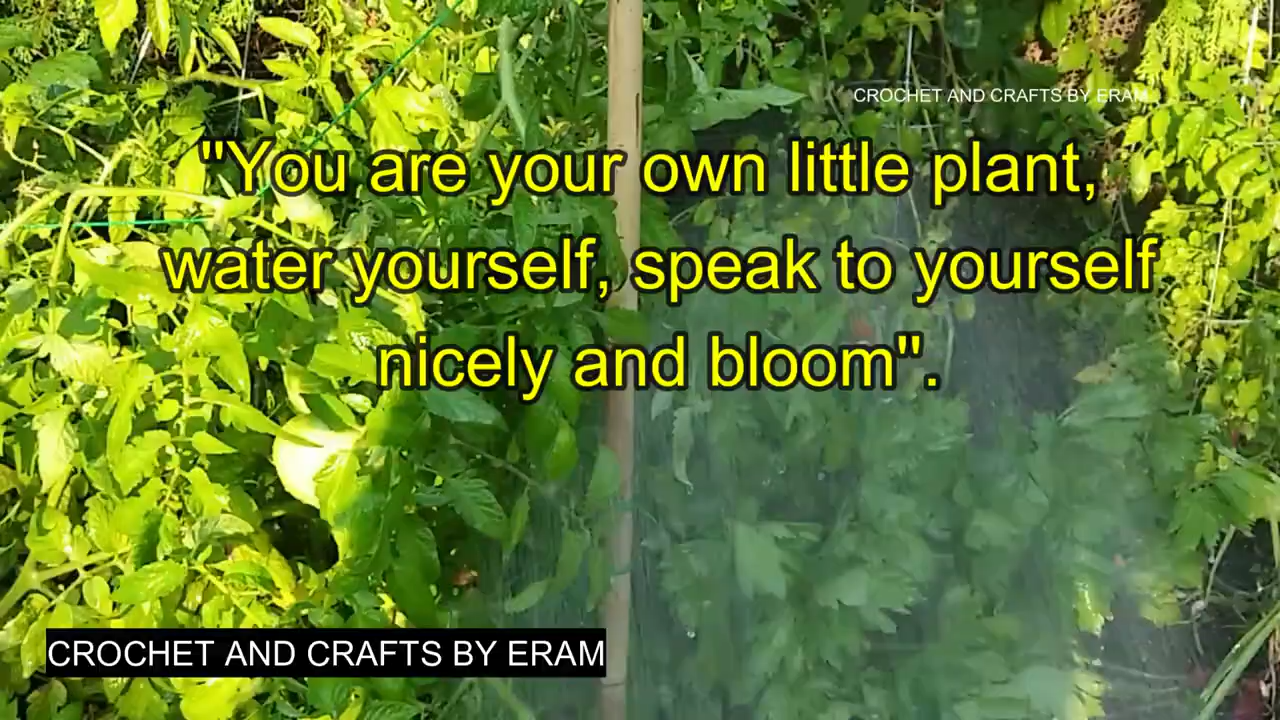 CROCHET AND CRAFTS BY ERAM
"You are your own little plant,
water yourself, speak to yourself
nicely and bloom".
CROCHET AND CRAFTS BY ERAM